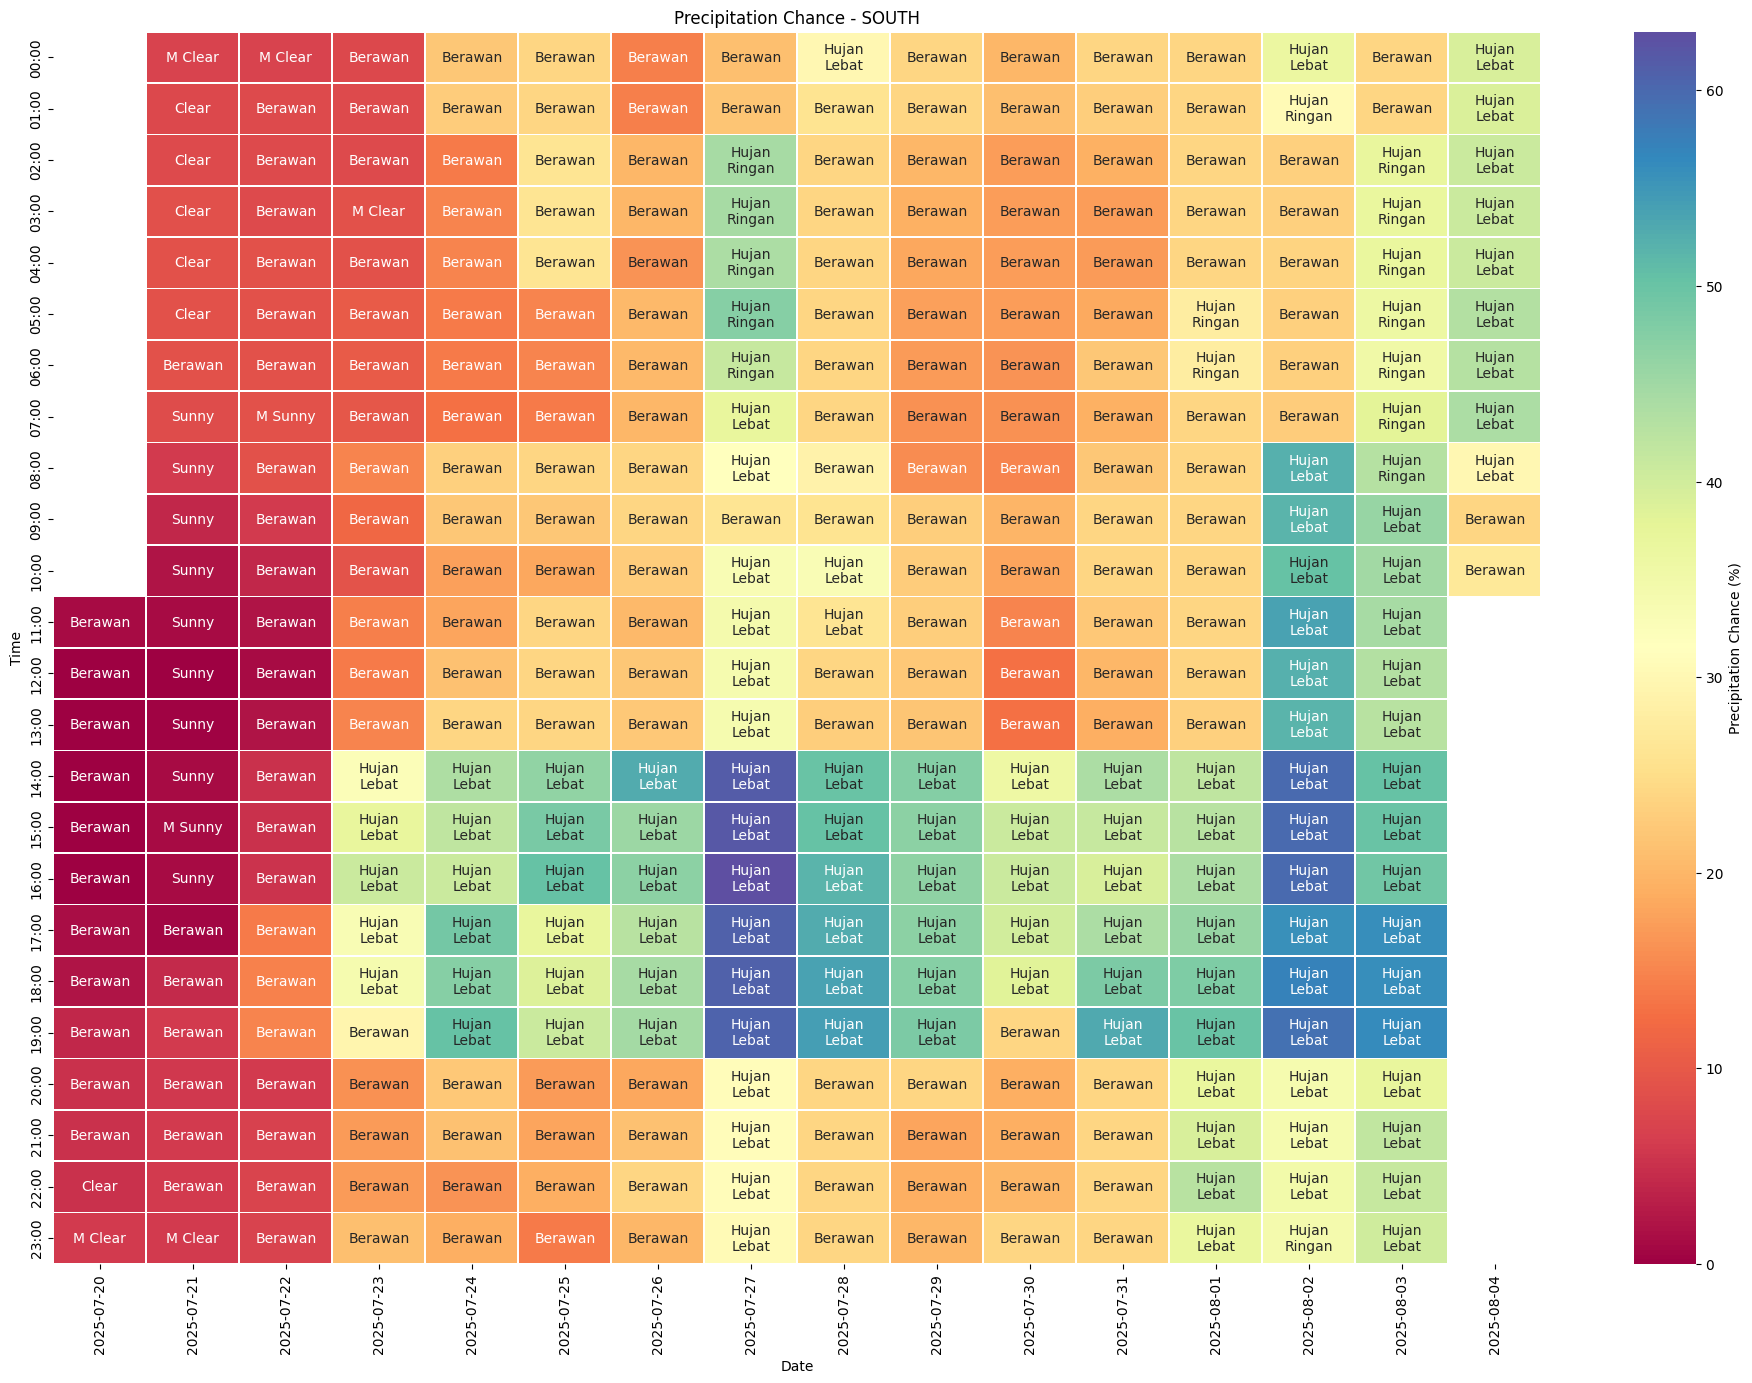 Precipitation Chance - SOUTH
00:00 M Clear M Clear Berawan Berawan Berawan Berawan Berawan Hujan Lebat Berawan Berawan Berawan Berawan Hujan Lebat Berawan Hujan Lebat
01:00 Clear Berawan Berawan Berawan Berawan Berawan Berawan Berawan Berawan Berawan Berawan Berawan Hujan Ringan Berawan Hujan Lebat
02:00 Clear Berawan Berawan Berawan Berawan Berawan Hujan Ringan Berawan Berawan Berawan Berawan Berawan Berawan Hujan Ringan Hujan Lebat
03:00 Clear Berawan M Clear Berawan Berawan Berawan Hujan Ringan Berawan Berawan Berawan Berawan Berawan Berawan Hujan Ringan Hujan Lebat
04:00 Clear Berawan Berawan Berawan Berawan Berawan Hujan Ringan Berawan Berawan Berawan Berawan Berawan Berawan Hujan Ringan Hujan Lebat
05:00 Clear Berawan Berawan Berawan Berawan Berawan Hujan Ringan Berawan Berawan Berawan Berawan Hujan Ringan Berawan Hujan Ringan Hujan Lebat
06:00 Berawan Berawan Berawan Berawan Berawan Berawan Hujan Ringan Berawan Berawan Berawan Berawan Hujan Ringan Berawan Hujan Ringan Hujan Lebat
07:00 Sunny M Sunny Berawan Berawan Berawan Berawan Hujan Lebat Berawan Berawan Berawan Berawan Berawan Berawan Hujan Ringan Hujan Lebat
08:00 Sunny Berawan Berawan Berawan Berawan Berawan Hujan Lebat Berawan Berawan Berawan Berawan Berawan Hujan Lebat Hujan Ringan Hujan Lebat
09:00 Sunny Berawan Berawan Berawan Berawan Berawan Berawan Berawan Berawan Berawan Berawan Berawan Hujan Lebat Hujan Lebat Berawan
10:00 Sunny Berawan Berawan Berawan Berawan Berawan Hujan Lebat Hujan Lebat Berawan Berawan Berawan Berawan Hujan Lebat Hujan Lebat Berawan
11:00 Berawan Sunny Berawan Berawan Berawan Berawan Berawan Hujan Lebat Hujan Lebat Berawan Berawan Berawan Berawan Hujan Lebat Hujan Lebat
12:00 Berawan Sunny Berawan Berawan Berawan Berawan Berawan Hujan Lebat Berawan Berawan Berawan Berawan Berawan Hujan Lebat Hujan Lebat
13:00 Berawan Sunny Berawan Berawan Berawan Berawan Berawan Hujan Lebat Berawan Berawan Berawan Berawan Berawan Hujan Lebat Hujan Lebat
14:00 Berawan Sunny Berawan Hujan Lebat Hujan Lebat Hujan Lebat Hujan Lebat Hujan Lebat Hujan Lebat Hujan Lebat Hujan Lebat Hujan Lebat Hujan Lebat Hujan Lebat Hujan Lebat
15:00 Berawan M Sunny Berawan Hujan Lebat Hujan Lebat Hujan Lebat Hujan Lebat Hujan Lebat Hujan Lebat Hujan Lebat Hujan Lebat Hujan Lebat Hujan Lebat Hujan Lebat Hujan Lebat
16:00 Berawan Sunny Berawan Hujan Lebat Hujan Lebat Hujan Lebat Hujan Lebat Hujan Lebat Hujan Lebat Hujan Lebat Hujan Lebat Hujan Lebat Hujan Lebat Hujan Lebat Hujan Lebat
17:00 Berawan Berawan Berawan Hujan Lebat Hujan Lebat Hujan Lebat Hujan Lebat Hujan Lebat Hujan Lebat Hujan Lebat Hujan Lebat Hujan Lebat Hujan Lebat Hujan Lebat Hujan Lebat
18:00 Berawan Berawan Berawan Hujan Lebat Hujan Lebat Hujan Lebat Hujan Lebat Hujan Lebat Hujan Lebat Hujan Lebat Hujan Lebat Hujan Lebat Hujan Lebat Hujan Lebat Hujan Lebat
19:00 Berawan Berawan Berawan Berawan Hujan Lebat Hujan Lebat Hujan Lebat Hujan Lebat Hujan Lebat Hujan Lebat Berawan Hujan Lebat Hujan Lebat Hujan Lebat Hujan Lebat
20:00 Berawan Berawan Berawan Berawan Berawan Berawan Berawan Hujan Lebat Berawan Berawan Berawan Berawan Hujan Lebat Hujan Lebat Hujan Lebat
21:00 Berawan Berawan Berawan Berawan Berawan Berawan Berawan Hujan Lebat Berawan Berawan Berawan Berawan Hujan Lebat Hujan Lebat Hujan Lebat
22:00 Clear Berawan Berawan Berawan Berawan Berawan Berawan Hujan Lebat Berawan Berawan Berawan Berawan Hujan Lebat Hujan Lebat Hujan Lebat
23:00 M Clear M Clear Berawan Berawan Berawan Berawan Berawan Hujan Lebat Berawan Berawan Berawan Berawan Hujan Lebat Hujan Ringan Hujan Lebat
Time
2025-07-20 2025-07-21 2025-07-22 2025-07-23 2025-07-24 2025-07-25 2025-07-26 2025-07-27 2025-07-28 2025-07-29 2025-07-30 2025-07-31 2025-08-01 2025-08-02 2025-08-03 2025-08-04
Date
60
50
40
30
20
10
0
Precipitation Chance (%)